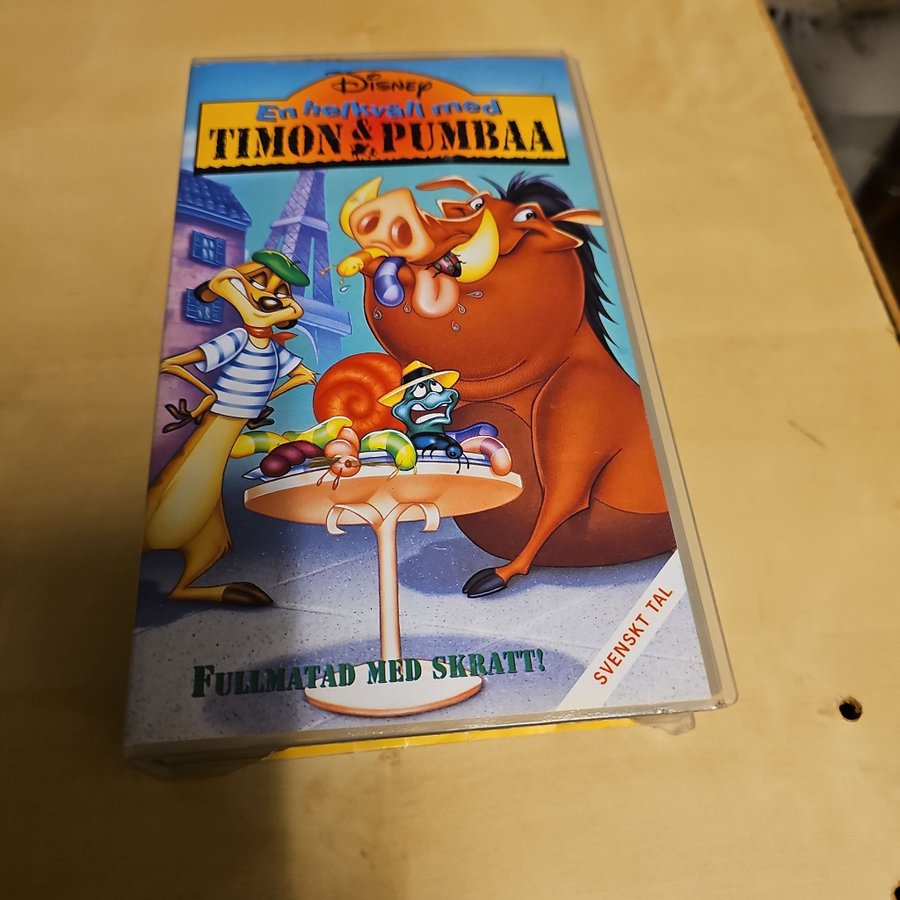 Disney
En helkväll med
TIMON & PUMBAA
FULLMATAD MED SKRATT!
SVENSKT TAL